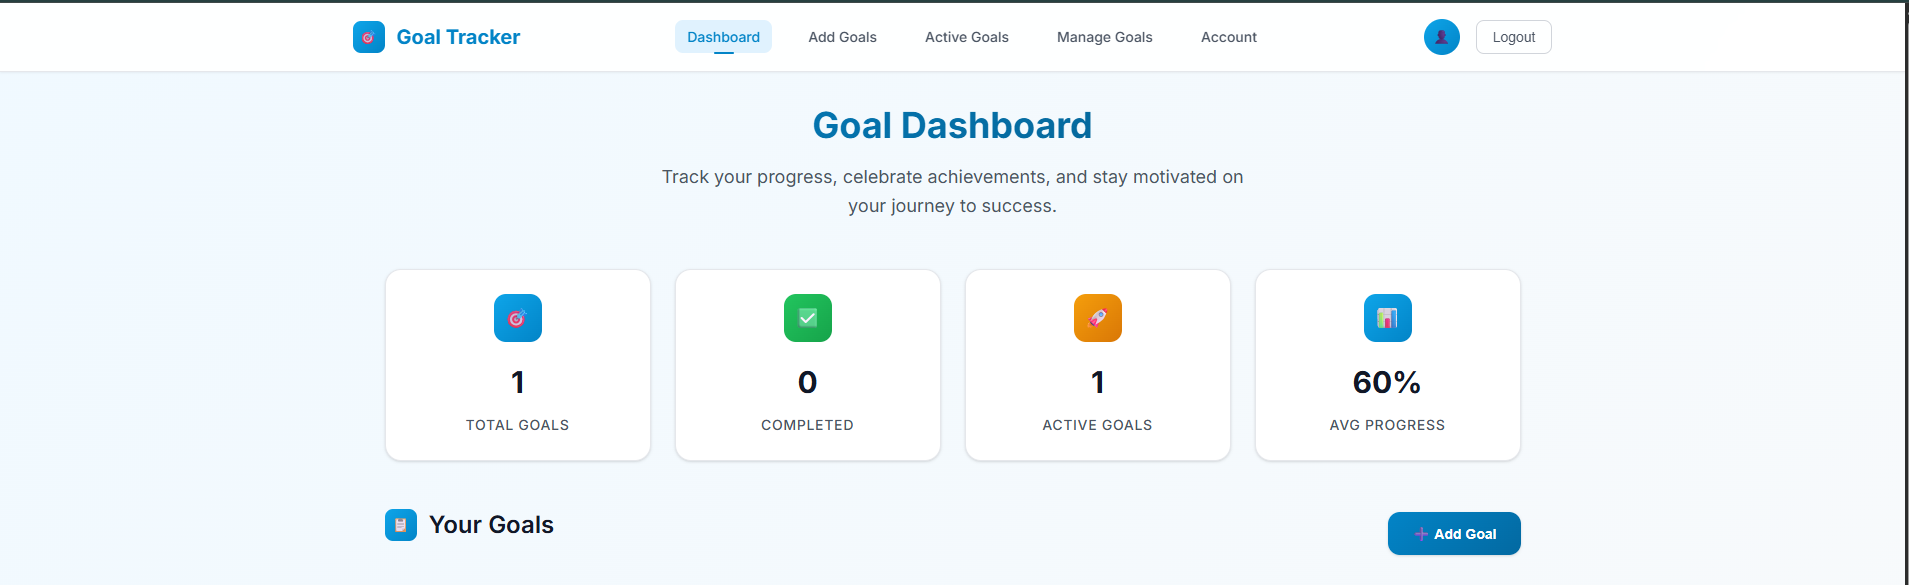 Goal Tracker
Dashboard
Add Goals
Active Goals
Manage Goals
Account
Logout
Goal Dashboard
Track your progress, celebrate achievements, and stay motivated on
your journey to success.
1
TOTAL GOALS
0
COMPLETED
1
ACTIVE GOALS
60%
AVG PROGRESS
Your Goals
Add Goal